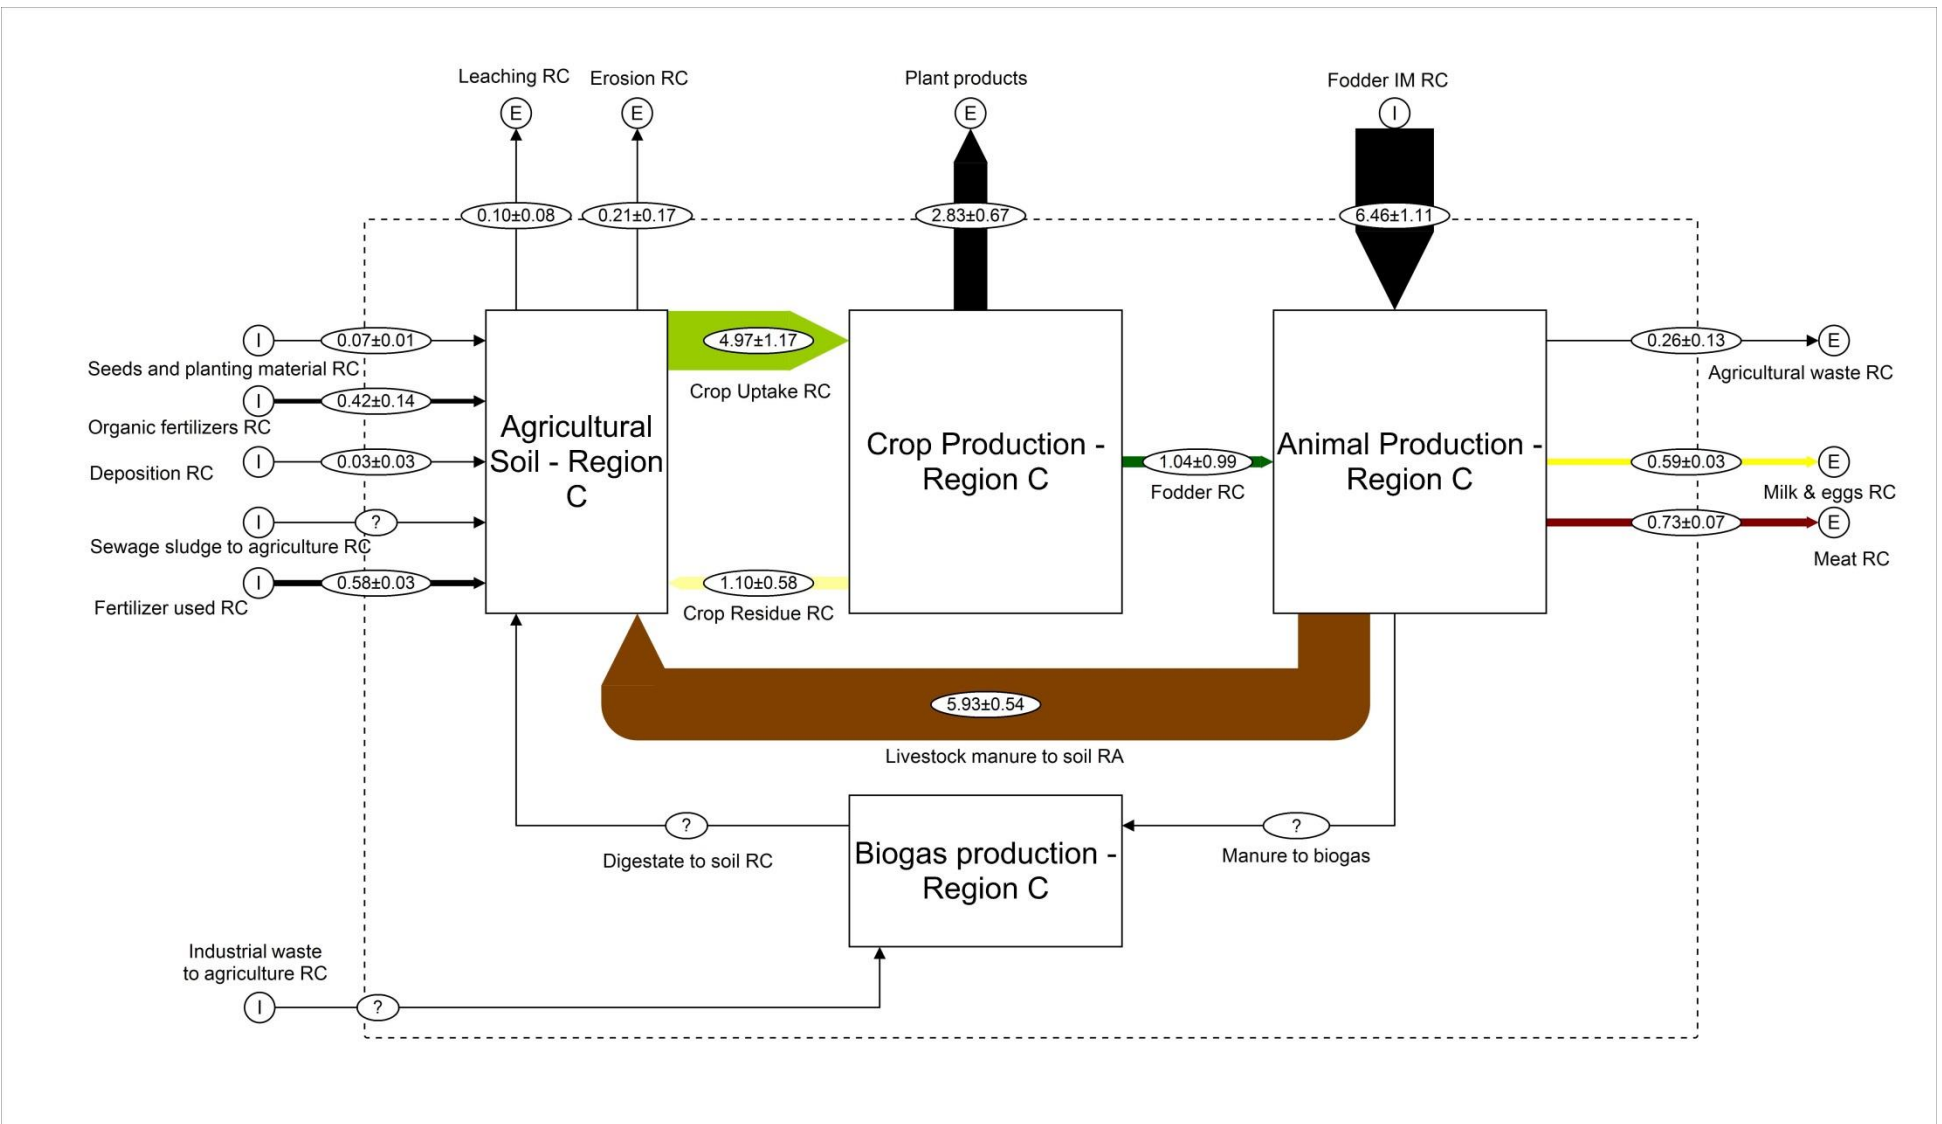 Leaching RC
Erosion RC
Plant products
Fodder IM RC
E
E
E
I
0.10±0.08
0.21±0.17
2.83±0.67
6.46±1.11
I
0.07±0.01
Seeds and planting material RC
I
0.42±0.14
Organic fertilizers RC
I
0.03±0.03
Deposition RC
I
?
Sewage sludge to agriculture RC
I
0.58±0.03
Fertilizer used RC
Agricultural
Soil - Region
C
4.97±1.17
Crop Uptake RC
1.10±0.58
Crop Residue RC
Crop Production -
Region C
1.04±0.99
Fodder RC
Animal Production -
Region C
0.26±0.13
E
Agricultural waste RC
0.59±0.03
E
Milk & eggs RC
0.73±0.07
E
Meat RC
5.93±0.54
Livestock manure to soil RA
?
Digestate to soil RC
Biogas production -
Region C
?
Manure to biogas
Industrial waste
to agriculture RC
I
?